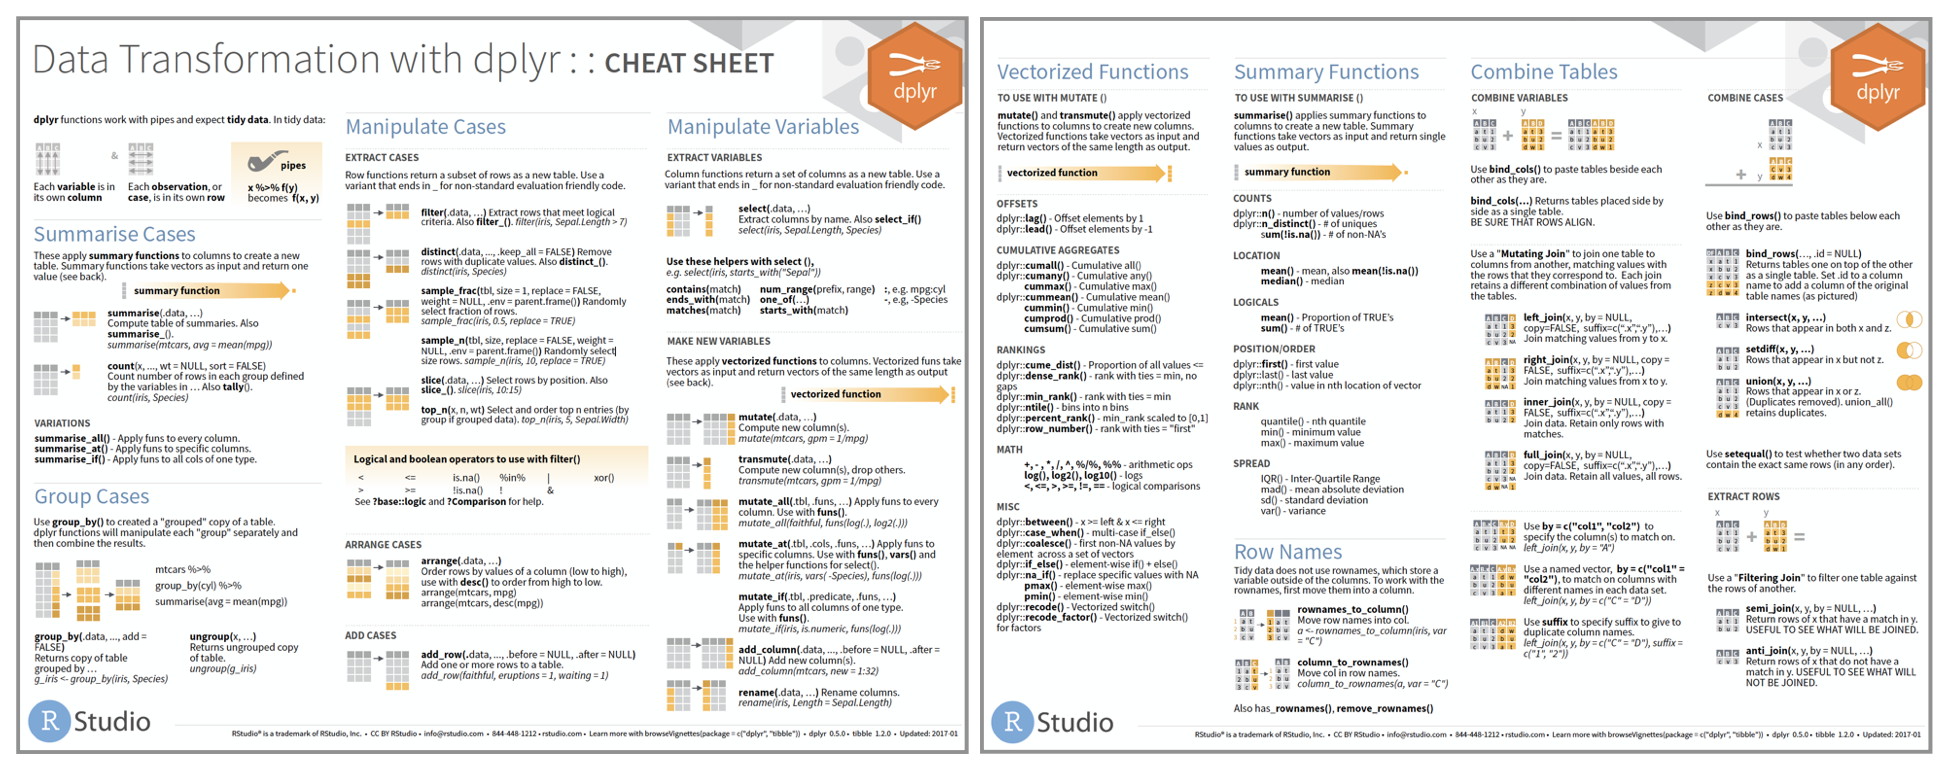 Data Transformation with dplyr : : CHEAT SHEET
dplyr
dplyr functions work with pipes and expect tidy data. In tidy data:
A B C
&
A B C
pipes
Each variable is in
its own column
Each observation, or
case, is in its own row
x %>% f(y)
becomes f(x, y)
Summarise Cases
These apply summary functions to columns to create a new
table. Summary functions take vectors as input and return one
value (see back).
summary function
summarise(.data, …)
Compute table of summaries. Also
summarise_().
summarise(mtcars, avg = mean(mpg))
count(x, ..., wt = NULL, sort = FALSE)
Count number of rows in each group defined
by the variables in … Also tally().
count(iris, Species)
VARIATIONS
summarise_all() - Apply funs to every column.
summarise_at() - Apply funs to specific columns.
summarise_if() - Apply funs to all cols of one type.
Group Cases
Use group_by() to created a "grouped" copy of a table.
dplyr functions will manipulate each "group" separately and
then combine the results.
mtcars %>%
group_by(cyl) %>%
summarise(avg = mean(mpg))
group_by(.data, ..., add =
FALSE)
Returns copy of table
grouped by …
g_iris <- group_by(iris, Species)
ungroup(x, …)
Returns ungrouped copy
of table.
ungroup(g_iris)
Manipulate Cases
EXTRACT CASES
Row functions return a subset of rows as a new table. Use a
variant that ends in _ for non-standard evaluation friendly code.
filter(.data, …) Extract rows that meet logical
criteria. Also filter_(). filter(iris, Sepal.Length > 7)
distinct(.data, ..., .keep_all = FALSE) Remove
rows with duplicate values. Also distinct_().
distinct(iris, Species)
sample_frac(tbl, size = 1, replace = FALSE,
weight = NULL, .env = parent.frame()) Randomly
select fraction of rows.
sample_frac(iris, 0.5, replace = TRUE)
sample_n(tbl, size, replace = FALSE, weight =
NULL, .env = parent.frame()) Randomly select
size rows. sample_n(iris, 10, replace = TRUE)
slice(.data, …) Select rows by position. Also
slice_(). slice(iris, 10:15)
top_n(x, n, wt) Select and order top n entries (by
group if grouped data). top_n(iris, 5, Sepal.Width)
Logical and boolean operators to use with filter()
< <= is.na() %in% | xor()
> >= !is.na() ! &
See ?base::logic and ?Comparison for help.
ARRANGE CASES
arrange(.data, …)
Order rows by values of a column (low to high),
use with desc() to order from high to low.
arrange(mtcars, mpg)
arrange(mtcars, desc(mpg))
ADD CASES
add_row(.data, ..., .before = NULL, .after = NULL)
Add one or more rows to a table.
add_row(faithful, eruptions = 1, waiting = 1)
Manipulate Variables
EXTRACT VARIABLES
Column functions return a set of columns as a new table. Use a
variant that ends in _ for non-standard evaluation friendly code.
select(.data, …)
Extract columns by name. Also select_if()
select(iris, Sepal.Length, Species)
Use these helpers with select (),
e.g. select(iris, starts_with("Sepal"))
contains(match) num_range(prefix, range) :, e.g. mpg:cyl
ends_with(match) one_of(…) -, e.g, -Species
matches(match) starts_with(match)
MAKE NEW VARIABLES
These apply vectorized functions to columns. Vectorized funs take
vectors as input and return vectors of the same length as output
(see back).
vectorized function
mutate(.data, …)
Compute new column(s).
mutate(mtcars, gpm = 1/mpg)
transmute(.data, …)
Compute new column(s), drop others.
transmute(mtcars, gpm = 1/mpg)
mutate_all(.tbl, .funs, …) Apply funs to every
column. Use with funs().
mutate_all(faithful, funs(log(.), log2(.)))
mutate_at(.tbl, .cols, .funs, …) Apply funs to
specific columns. Use with funs(), vars() and
the helper functions for select().
mutate_at(iris, vars( -Species), funs(log(.)))
mutate_if(.tbl, .predicate, .funs, …)
Apply funs to all columns of one type.
Use with funs().
mutate_if(iris, is.numeric, funs(log(.)))
add_column(.data, ..., .before = NULL, .after =
NULL) Add new column(s).
add_column(mtcars, new = 1:32)
rename(.data, …) Rename columns.
rename(iris, Length = Sepal.Length)
R Studio
RStudio® is a trademark of RStudio, Inc. • CC BY RStudio • info@rstudio.com • 844-448-1212 • rstudio.com • Learn more with browseVignettes(package = c("dplyr", "tibble")) • dplyr 0.5.0 • tibble 1.2.0 • Updated: 2017-01
Vectorized Functions
TO USE WITH MUTATE ()
mutate() and transmute() apply vectorized
functions to columns to create new columns.
Vectorized functions take vectors as input and
return vectors of the same length as output.
vectorized function
OFFSETS
dplyr::lag() - Offset elements by 1
dplyr::lead() - Offset elements by -1
CUMULATIVE AGGREGATES
dplyr::cumall() - Cumulative all()
dplyr::cumany() - Cumulative any()
cummax() - Cumulative max()
dplyr::cummean() - Cumulative mean()
cummin() - Cumulative min()
cumprod() - Cumulative prod()
cumsum() - Cumulative sum()
RANKINGS
dplyr::cume_dist() - Proportion of all values <=
dplyr::dense_rank() - rank with ties = min, no
gaps
dplyr::min_rank() - rank with ties = min
dplyr::ntile() - bins into n bins
dplyr::percent_rank() - min_rank scaled to [0,1]
dplyr::row_number() - rank with ties = "first"
MATH
+, - , *, /, ^, %/%, %% - arithmetic ops
log(), log2(), log10() - logs
<, <=, >, >=, !=, == - logical comparisons
MISC
dplyr::between() - x >= left & x <= right
dplyr::case_when() - multi-case if_else()
dplyr::coalesce() - first non-NA values by
element across a set of vectors
dplyr::if_else() - element-wise if() + else()
dplyr::na_if() - replace specific values with NA
pmax() - element-wise max()
pmin() - element-wise min()
dplyr::recode() - Vectorized switch()
dplyr::recode_factor() - Vectorized switch()
for factors
Summary Functions
TO USE WITH SUMMARISE ()
summarise() applies summary functions to
columns to create a new table. Summary
functions take vectors as input and return single
values as output.
summary function
COUNTS
dplyr::n() - number of values/rows
dplyr::n_distinct() - # of uniques
sum(!is.na()) - # of non-NA's
LOCATION
mean() - mean, also mean(!is.na())
median() - median
LOGICALS
mean() - Proportion of TRUE's
sum() - # of TRUE's
POSITION/ORDER
dplyr::first() - first value
dplyr::last() - last value
dplyr::nth() - value in nth location of vector
RANK
quantile() - nth quantile
min() - minimum value
max() - maximum value
SPREAD
IQR() - Inter-Quartile Range
mad() - mean absolute deviation
sd() - standard deviation
var() - variance
Row Names
Tidy data does not use rownames, which store a
variable outside of the columns. To work with the
rownames, first move them into a column.
rownames_to_column()
Move row names into col.
a <- rownames_to_column(iris, var
= "C")
column_to_rownames()
Move col in row names.
column_to_rownames(a, var = "C")
Also has_rownames(), remove_rownames()
Combine Tables
dplyr
COMBINE VARIABLES
x y
+ =
Use bind_cols() to paste tables beside each
other as they are.
bind_cols(…) Returns tables placed side by
side as a single table.
BE SURE THAT ROWS ALIGN.
Use a "Mutating Join" to join one table to
columns from another, matching values with
the rows that they correspond to. Each join
retains a different combination of values from
the tables.
left_join(x, y, by = NULL,
copy=FALSE, suffix=c(“.x”,“.y”),…)
Join matching values from y to x.
right_join(x, y, by = NULL, copy =
FALSE, suffix=c(“.x”,“.y”),…)
Join matching values from x to y.
inner_join(x, y, by = NULL, copy =
FALSE, suffix=c(“.x”,“.y”),…)
Join data. Retain only rows with
matches.
full_join(x, y, by = NULL,
copy=FALSE, suffix=c(“.x”,“.y”),…)
Join data. Retain all values, all rows.
Use by = c("col1", "col2") to
specify the column(s) to match on.
left_join(x, y, by = "A")
Use a named vector, by = c("col1" =
"col2"), to match on columns with
different names in each data set.
left_join(x, y, by = c("C" = "D"))
Use suffix to specify suffix to give to
duplicate column names.
left_join(x, y, by = c("C" = "D"), suffix =
c("1", "2"))
COMBINE CASES
x
+ y
Use bind_rows() to paste tables below each
other as they are.
bind_rows(…, .id = NULL)
Returns tables one on top of the other
as a single table. Set .id to a column
name to add a column of the original
table names (as pictured)
intersect(x, y, …)
Rows that appear in both x and z.
setdiff(x, y, …)
Rows that appear in x but not z.
union(x, y, …)
Rows that appear in x or z.
(Duplicates removed). union_all()
retains duplicates.
Use setequal() to test whether two data sets
contain the exact same rows (in any order).
EXTRACT ROWS
x y
+ =
Use a "Filtering Join" to filter one table against
the rows of another.
semi_join(x, y, by = NULL, …)
Return rows of x that have a match in y.
USEFUL TO SEE WHAT WILL BE JOINED.
anti_join(x, y, by = NULL, …)
Return rows of x that do not have a
match in y. USEFUL TO SEE WHAT WILL
NOT BE JOINED.
R Studio
RStudio® is a trademark of RStudio, Inc. • CC BY RStudio • info@rstudio.com • 844-448-1212 • rstudio.com • Learn more with browseVignettes(package = c("dplyr", "tibble")) • dplyr 0.5.0 • tibble 1.2.0 • Updated: 2017-01